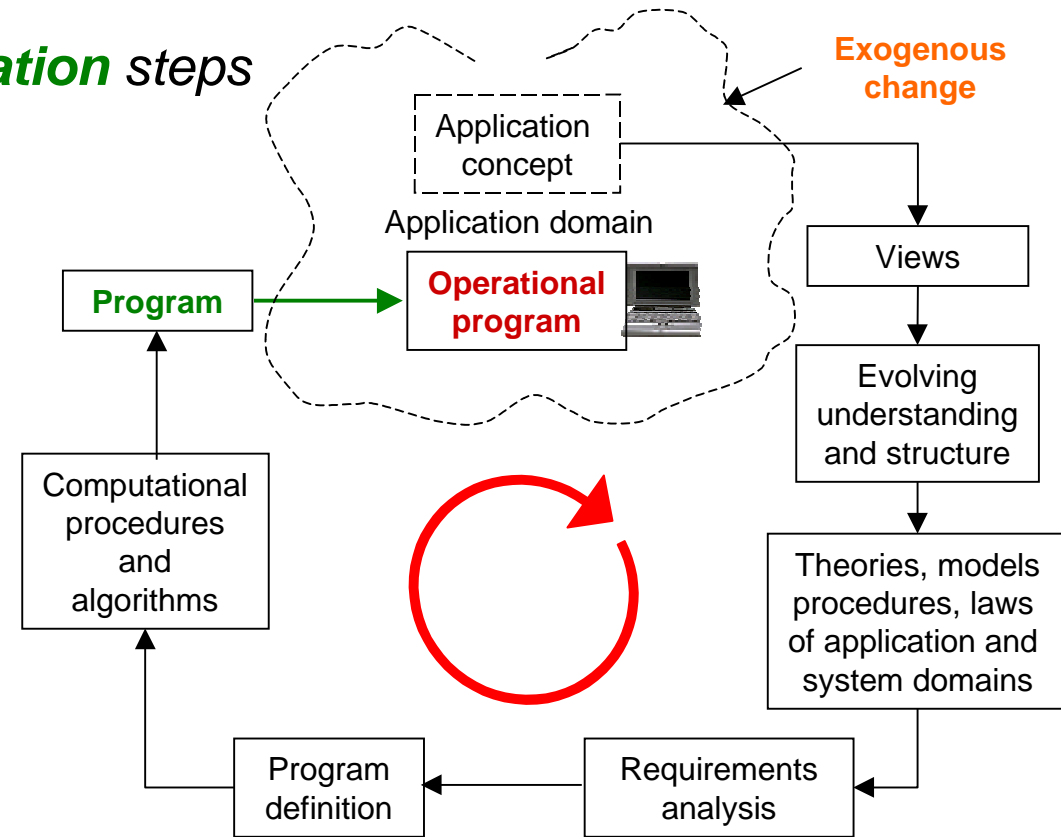 ation steps
Exogenous
change
Application
concept
Application domain
Operational
program
Program
Views
Evolving
understanding
and structure
Computational
procedures
and
algorithms
Theories, models
procedures, laws
of application and
system domains
Program
definition
Requirements
analysis